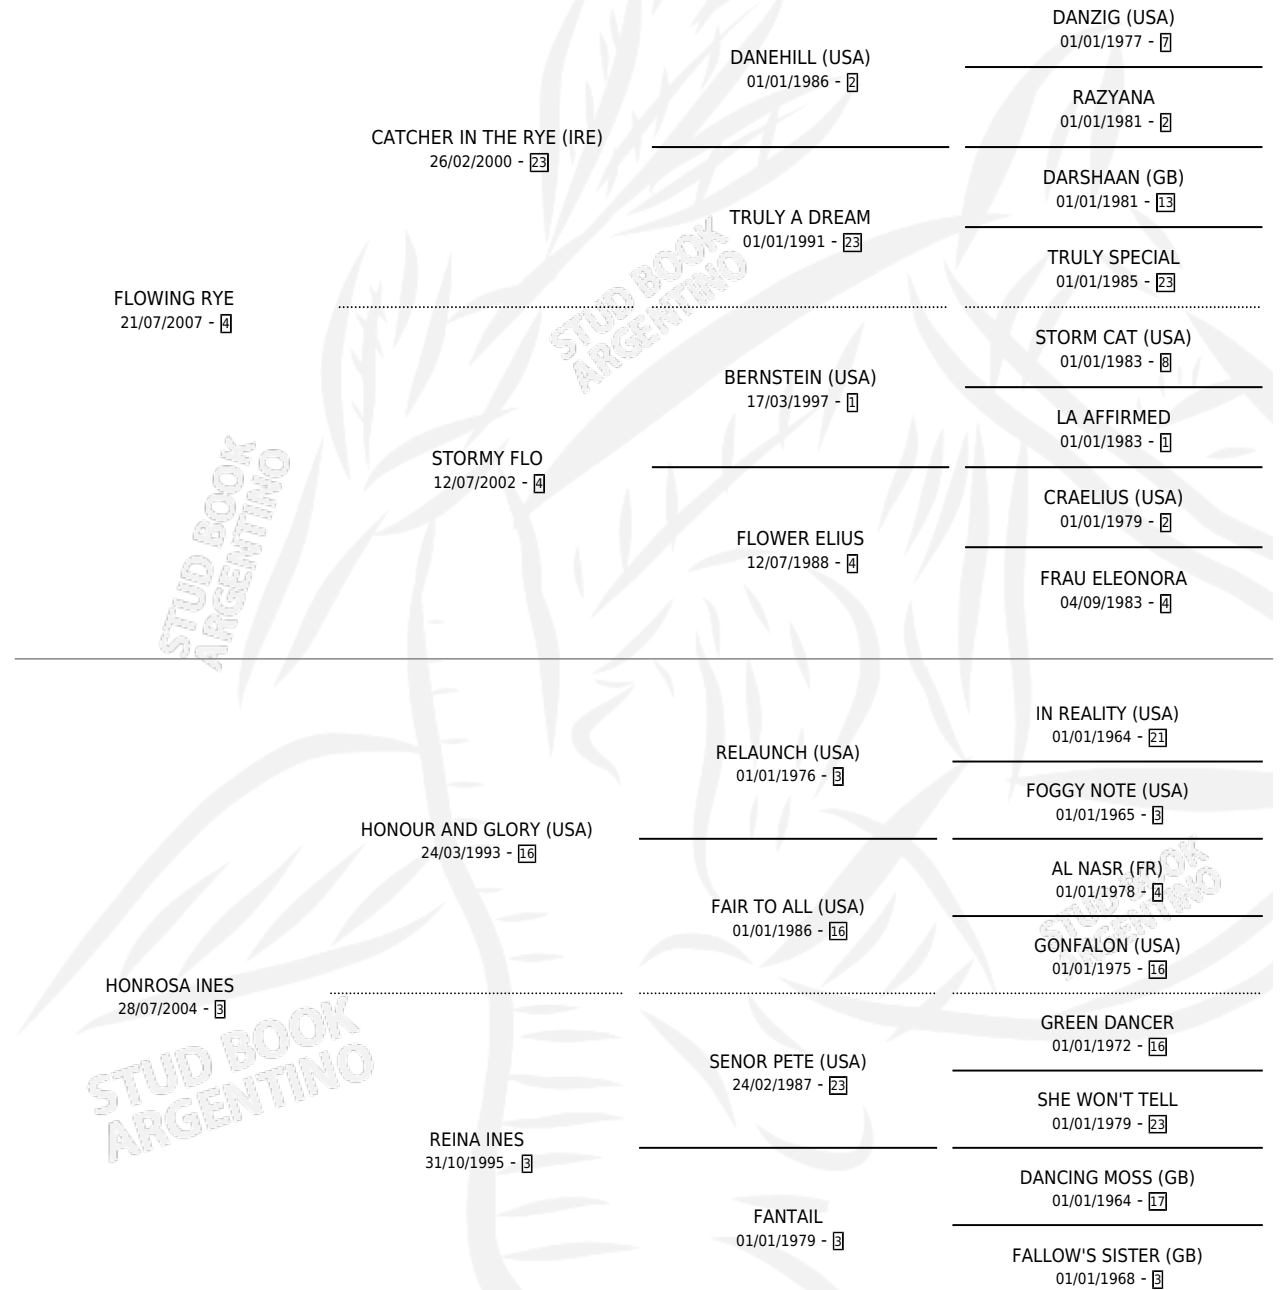 DANZIG (USA)
01/01/1977 - 7
DANEHILL (USA)
01/01/1986 - 2
RAZYANA
01/01/1981 - 2
CATCHER IN THE RYE (IRE)
26/02/2000 - 23
DARSHAAN (GB)
01/01/1981 - 13
TRULY A DREAM
01/01/1991 - 23
TRULY SPECIAL
01/01/1985 - 23
FLOWING RYE
21/07/2007 - 4
STORM CAT (USA)
01/01/1983 - 8
BERNSTEIN (USA)
17/03/1997 - 1
LA AFFIRMED
01/01/1983 - 1
STORMY FLO
12/07/2002 - 4
CRAELIUS (USA)
01/01/1979 - 2
FLOWER ELIUS
12/07/1988 - 4
FRAU ELEONORA
04/09/1983 - 4
IN REALITY (USA)
01/01/1964 - 21
RELAUNCH (USA)
01/01/1976 - 3
FOGGY NOTE (USA)
01/01/1965 - 3
HONOUR AND GLORY (USA)
24/03/1993 - 16
AL NASR (FR)
01/01/1978 - 4
FAIR TO ALL (USA)
01/01/1986 - 16
GONFALON (USA)
01/01/1975 - 16
HONROSA INES
28/07/2004 - 3
GREEN DANCER
01/01/1972 - 16
SENOR PETE (USA)
24/02/1987 - 23
SHE WON'T TELL
01/01/1979 - 23
REINA INES
31/10/1995 - 3
DANCING MOSS (GB)
01/01/1964 - 17
FANTAIL
01/01/1979 - 3
FALLOW'S SISTER (GB)
01/01/1968 - 3
STUD BOOK
ARGENTINO
STUD BOOK
ARGENTINO
STUD BOOK
ARGENTINO
STUD BOOK
ARGENTINO